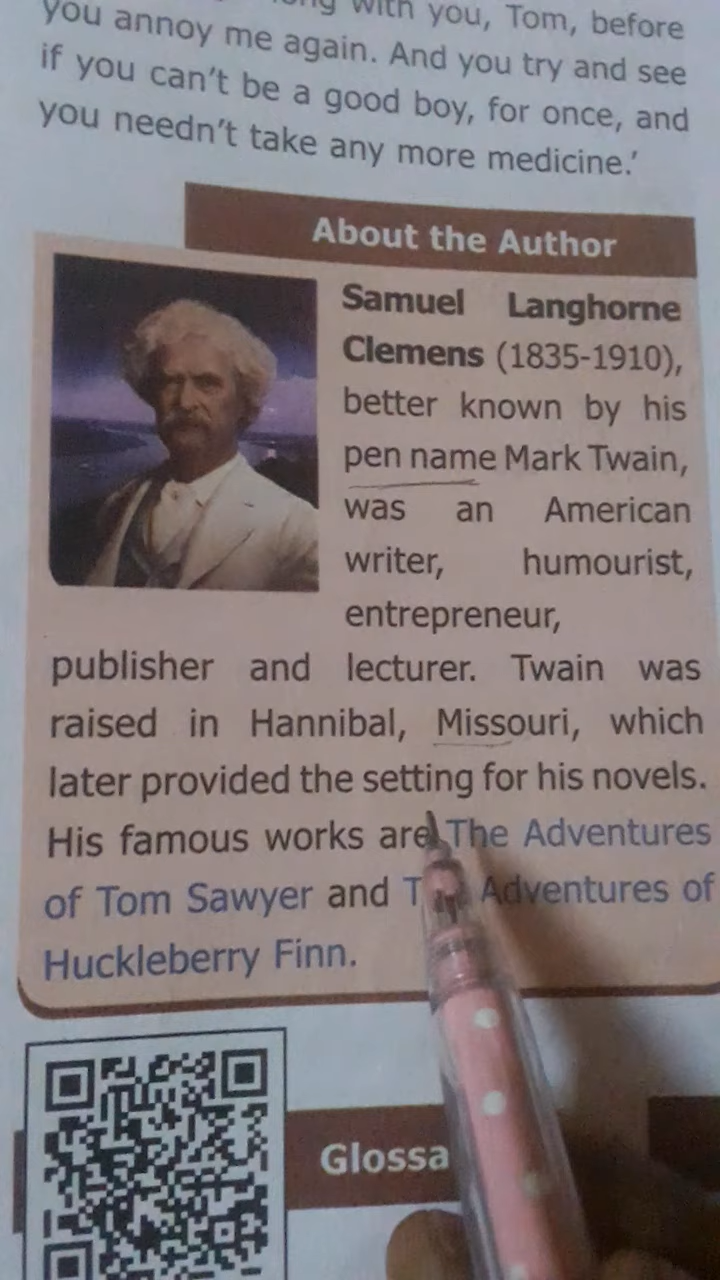 with you, Tom, before
you annoy me again. And you try and see
if you can't be a good boy, for once, and
you needn't take any more medicine.'
About the Author
Samuel Langhorne
Clemens (1835-1910),
better known by his
pen name Mark Twain,
was an American
writer, humourist,
entrepreneur,
publisher and lecturer. Twain was
raised in Hannibal, Missouri, which
later provided the setting for his novels.
His famous works are The Adventures
of Tom Sawyer and Adventures of
Huckleberry Finn.